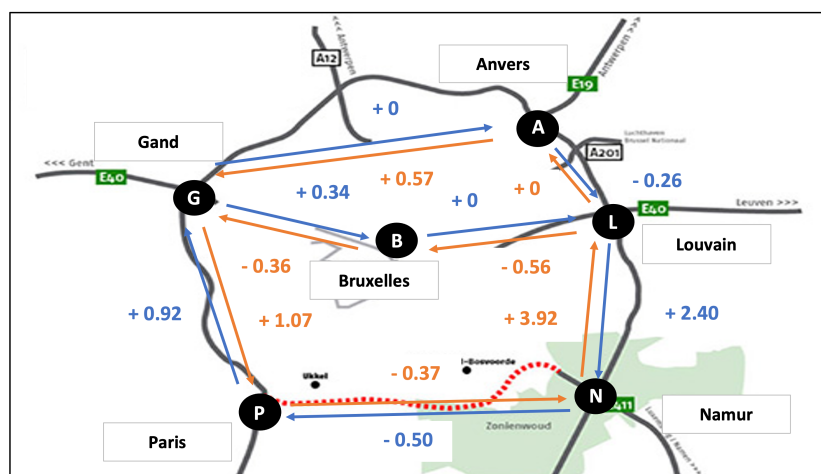 <<< Antwerpen
Antwerpen >>>
A12
Anvers
E19
+ 0
A
Luchthaven
Brussel Nationaal
Gand
A201
<<< Gent
E40
+ 0.57
+ 0
- 0.26
G
+ 0.34
+ 0
E40
Leuven >>>
L
B
Louvain
- 0.36
Bruxelles
- 0.56
+ 0.92
+ 1.07
+ 3.92
+ 2.40
- 0.37
Ukkel
P
N
411
Namur
Paris
- 0.50
Zonienwoud